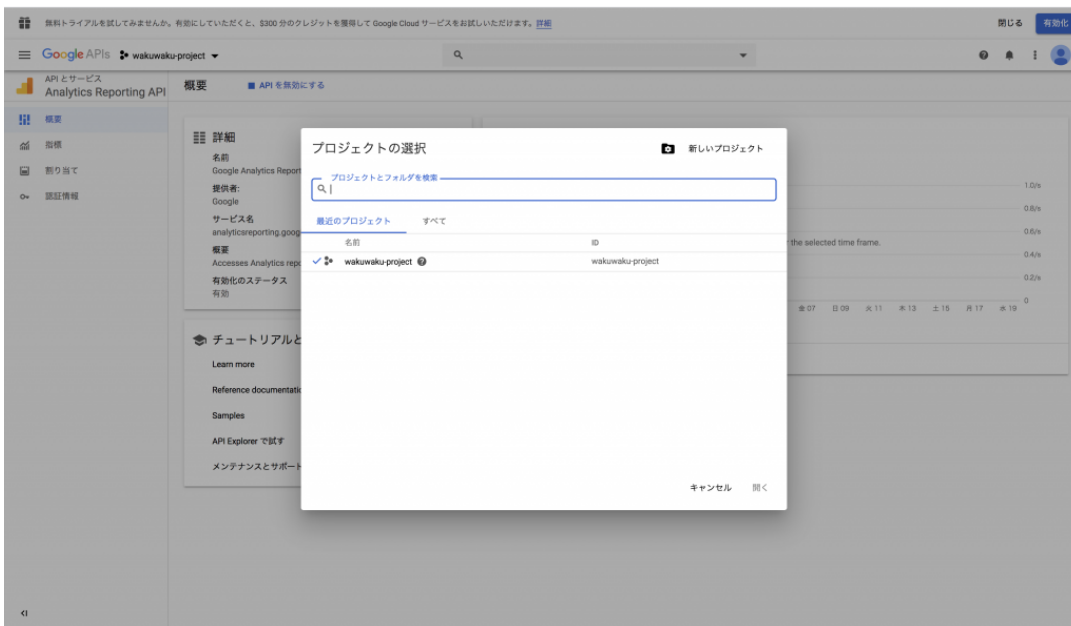 無料トライアルを試してみませんか。有効にしていただくと、$300 分のクレジットを獲得して Google Cloud サービスをお試しいただけます。詳細
閉じる
有効化
Google APIs
wakuwaku-project
API とサービス
Analytics Reporting API
概要
API を無効にする
概要
指標
割り当て
認証情報
詳細
名前
Google Analytics Report
提供者:
Google
サービス名
analyticsreporting.goog
概要
Accesses Analytics repo
有効化のステータス
有効
チュートリアルと
Learn more
Reference documentatio
Samples
API Explorer で試す
メンテナンスとサポート
プロジェクトの選択
新しいプロジェクト
プロジェクトとフォルダを検索
最近のプロジェクト
すべて
名前
ID
wakuwaku-project
wakuwaku-project
キャンセル
開く
1.0/s
0.8/s
0.6/s
the selected time frame.
0.4/s
0.2/s
0
金 07
日 09
火 11
木 13
土 15
月 17
水 19